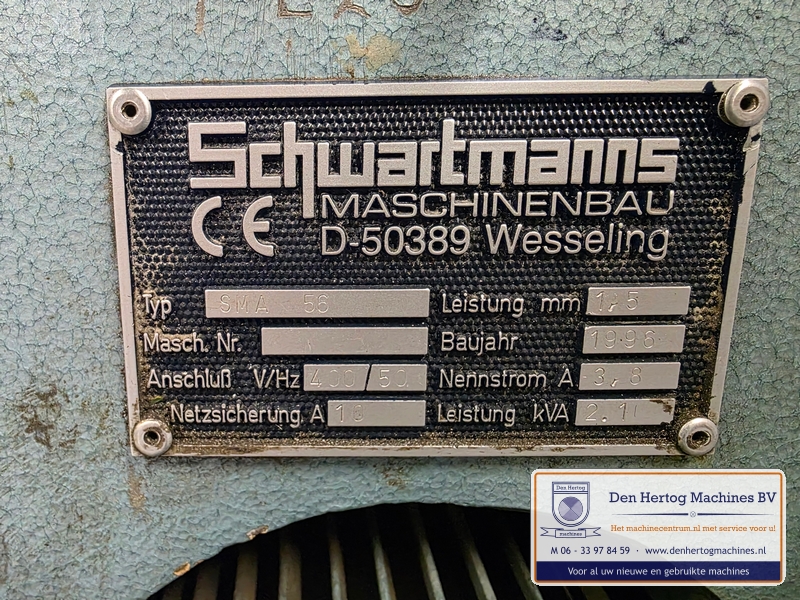 Schwartmanns
MASCHINENBAU
CE D-50389 Wesseling
Typ SMA 56 Leistung mm 1,5
Masch. Nr. Baujahr 1996
Anschluß V/Hz 400/50 Nennstrom A 3,8
Netzsicherung A Leistung kVA
Den Hertog
machines
Den Hertog Machines BV
Het machinecentrum.nl met service voor u!
M 06 - 33 97 84 59 · www.denhertogmachines.nl
Voor al uw nieuwe en gebruikte machines